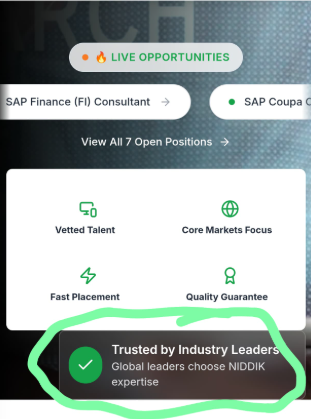 RCH
🔥 LIVE OPPORTUNITIES
SAP Finance (FI) Consultant →
SAP Coupa
View All 7 Open Positions →
Vetted Talent
Core Markets Focus
Fast Placement
Quality Guarantee
Trusted by Industry Leaders
Global leaders choose NIDDIK
expertise